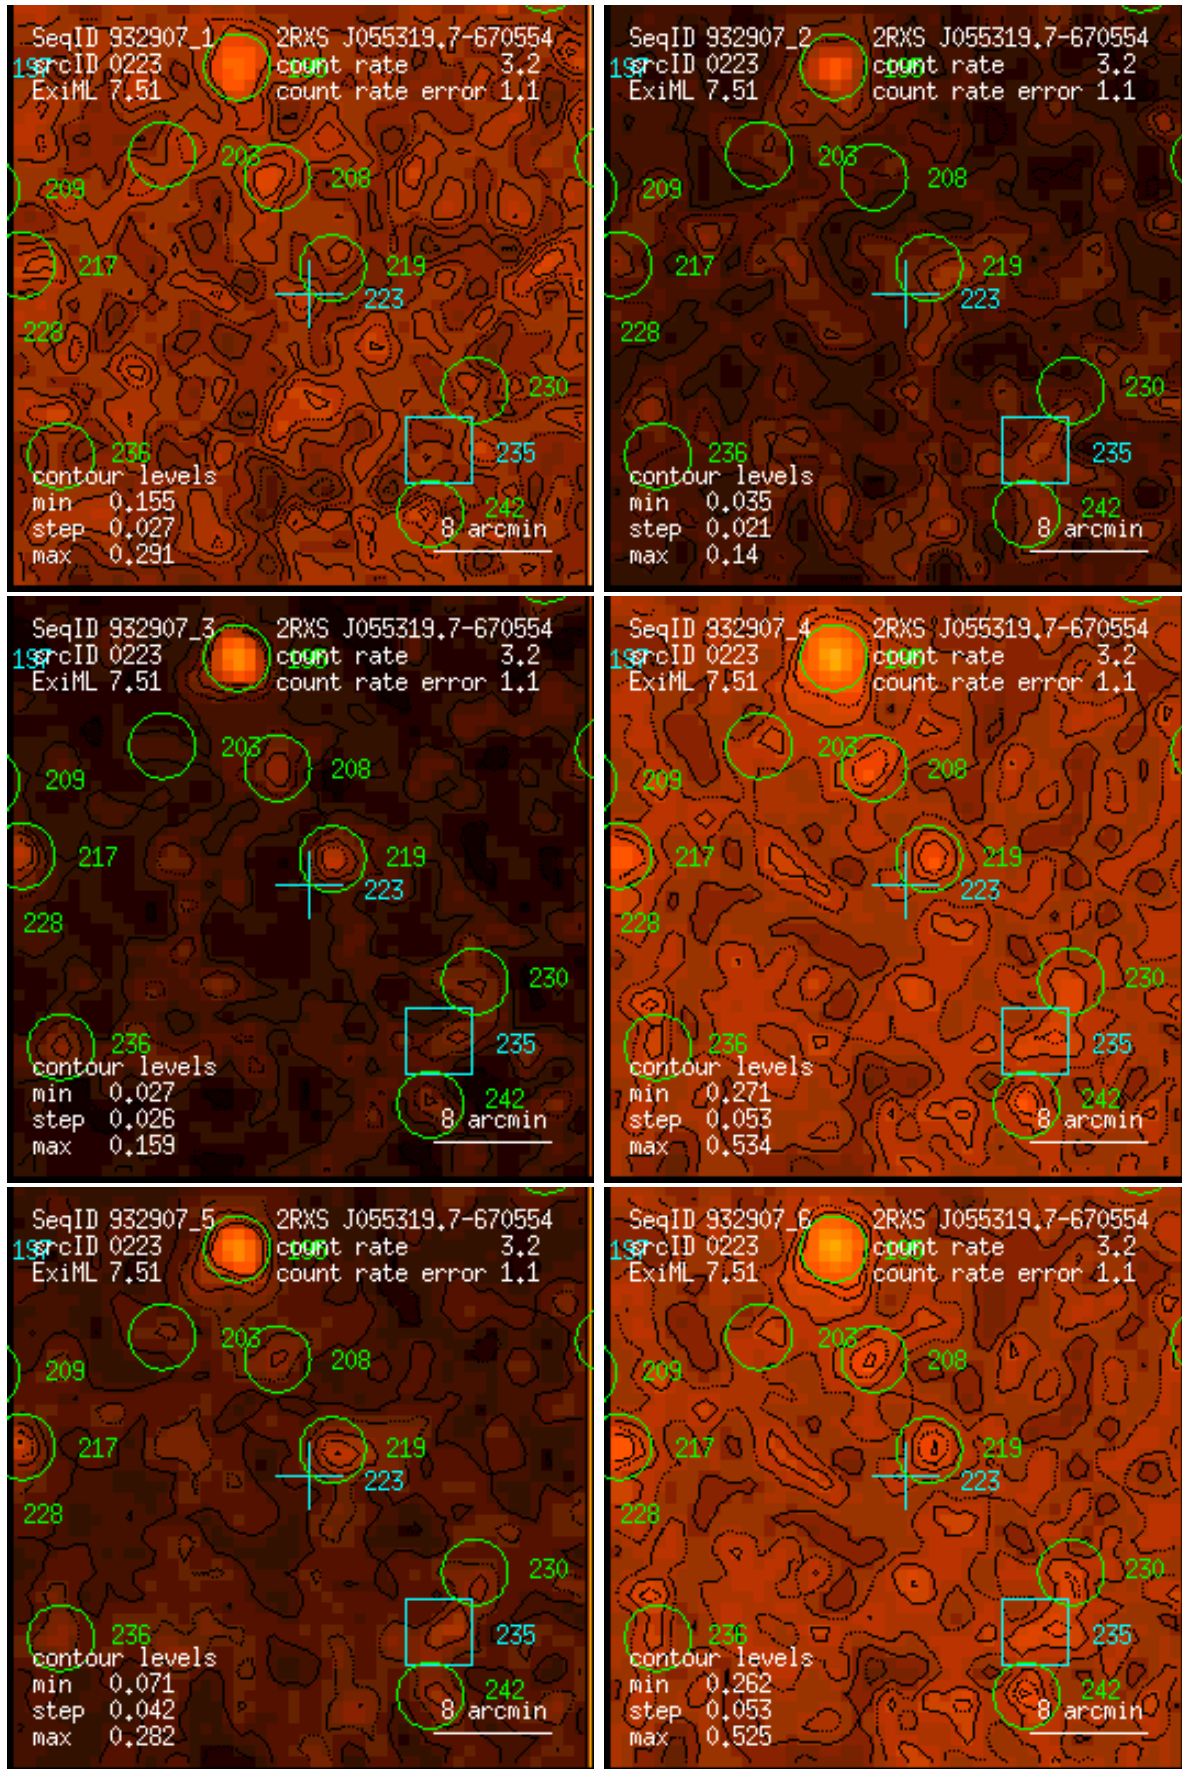 SeqID 932907_1 2RXS J055319.7-670554
197 srcID 0223 195 count rate 3.2
ExiML 7.51 count rate error 1.1
203
209 208
217 219
223
228
230
236 235
contour levels
min 0.155 242
step 0.027 8 arcmin
max 0.291
SeqID 932907_2 2RXS J055319.7-670554
197 srcID 0223 195 count rate 3.2
ExiML 7.51 count rate error 1.1
203
209 208
217 219
223
228
230
236 235
contour levels
min 0.035 242
step 0.021 8 arcmin
max 0.14
SeqID 932907_3 2RXS J055319.7-670554
197 srcID 0223 195 count rate 3.2
ExiML 7.51 count rate error 1.1
203
209 208
217 219
223
228
230
236 235
contour levels
min 0.027 242
step 0.026 8 arcmin
max 0.159
SeqID 932907_4 2RXS J055319.7-670554
197 srcID 0223 195 count rate 3.2
ExiML 7.51 count rate error 1.1
203
209 208
217 219
223
228
230
236 235
contour levels
min 0.271 242
step 0.053 8 arcmin
max 0.534
SeqID 932907_5 2RXS J055319.7-670554
197 srcID 0223 195 count rate 3.2
ExiML 7.51 count rate error 1.1
203
209 208
217 219
223
228
230
236 235
contour levels
min 0.071 242
step 0.042 8 arcmin
max 0.282
SeqID 932907_6 2RXS J055319.7-670554
197 srcID 0223 195 count rate 3.2
ExiML 7.51 count rate error 1.1
203
209 208
217 219
223
228
230
236 235
contour levels
min 0.262 242
step 0.053 8 arcmin
max 0.525